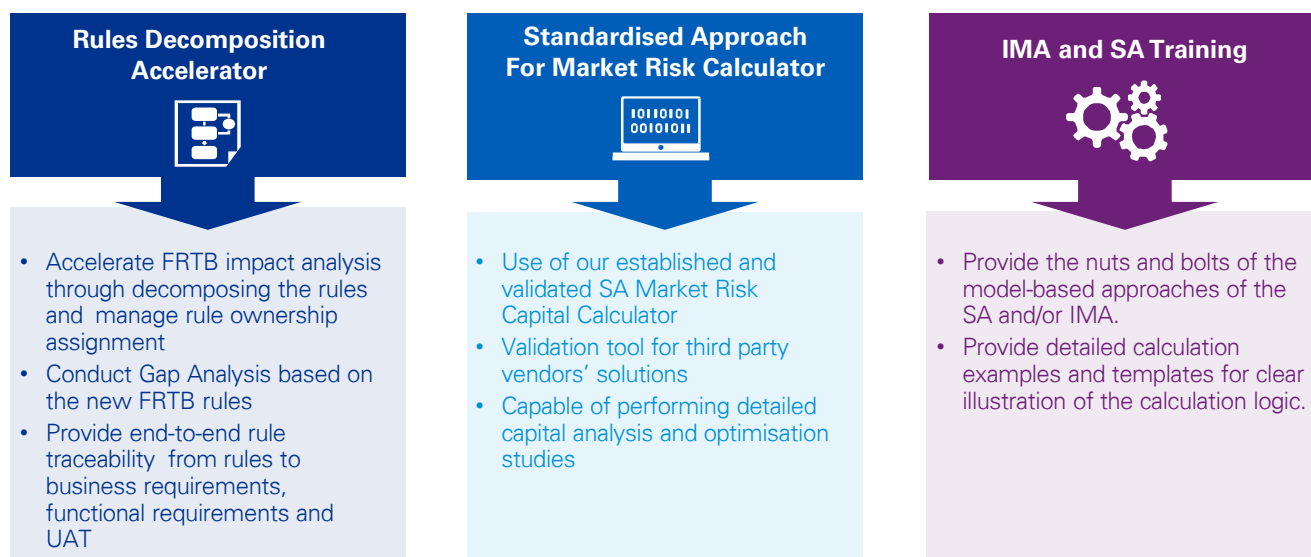 Rules Decomposition
Accelerator
• Accelerate FRTB impact analysis
through decomposing the rules
and manage rule ownership
assignment
• Conduct Gap Analysis based on
the new FRTB rules
• Provide end-to-end rule
traceability from rules to
business requirements,
functional requirements and
UAT
Standardised Approach
For Market Risk Calculator
10110101
00101011
• Use of our established and
validated SA Market Risk
Capital Calculator
• Validation tool for third party
vendors’ solutions
• Capable of performing detailed
capital analysis and optimisation
studies
IMA and SA Training
• Provide the nuts and bolts of the
model-based approaches of the
SA and/or IMA.
• Provide detailed calculation
examples and templates for clear
illustration of the calculation logic.